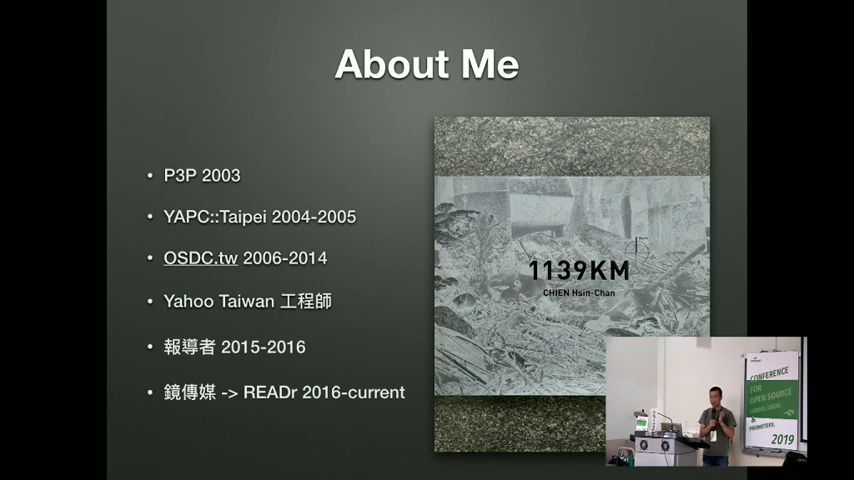 About Me
P3P 2003
YAPC::Taipei 2004-2005
OSDC.tw 2006-2014
Yahoo Taiwan 工程師
報導者 2015-2016
鏡傳媒 -> READr 2016-current
1139KM
CHIEN Hsin-Chan
CONFERENCE
FOR
OPEN SOURCE
CODERS, USERS
&
PROMOTERS.
2019